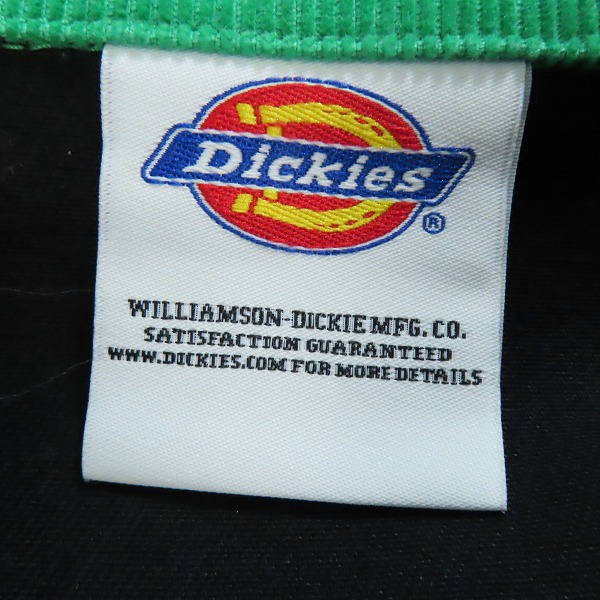 Dickies
®
WILLIAMSON-DICKIE MFG. CO.
SATISFACTION GUARANTEED
WWW.DICKIES.COM FOR MORE DETAILS